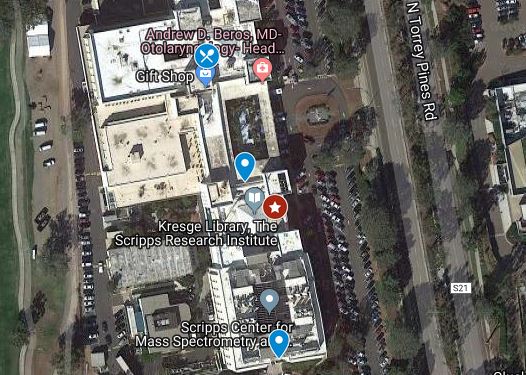 Andrew D. Beros, MD-
Otolaryngology- Head...
Gift Shop
N Torrey Pines Rd
Kresge Library, The
Scripps Research Institute
S21
Scripps Center for
Mass Spectrometry a